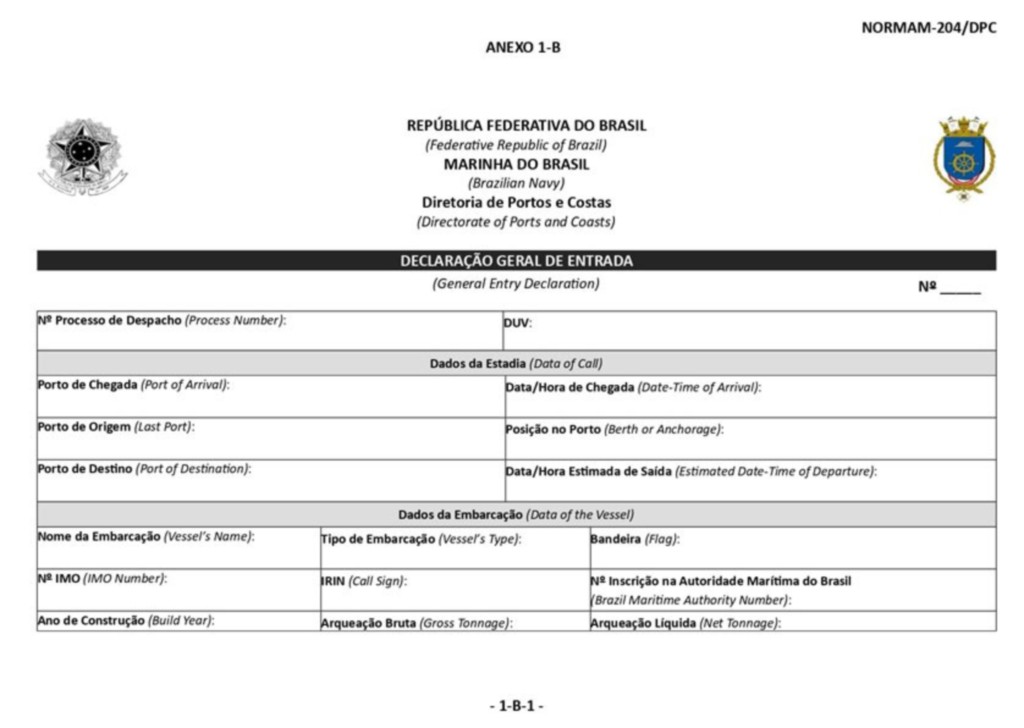 NORMAM-204/DPC
ANEXO 1-B
REPÚBLICA FEDERATIVA DO BRASIL
(Federative Republic of Brazil)
MARINHA DO BRASIL
(Brazilian Navy)
Diretoria de Portos e Costas
(Directorate of Ports and Coasts)
DECLARAÇÃO GERAL DE ENTRADA
(General Entry Declaration)
Nº _____
Nº Processo de Despacho (Process Number):
DUV:
Dados da Estadia (Data of Call)
Porto de Chegada (Port of Arrival):
Data/Hora de Chegada (Date-Time of Arrival):
Porto de Origem (Last Port):
Posição no Porto (Berth or Anchorage):
Porto de Destino (Port of Destination):
Data/Hora Estimada de Saída (Estimated Date-Time of Departure):
Dados da Embarcação (Data of the Vessel)
Nome da Embarcação (Vessel's Name):
Tipo de Embarcação (Vessel's Type):
Bandeira (Flag):
Nº IMO (IMO Number):
IRIN (Call Sign):
Nº Inscrição na Autoridade Marítima do Brasil
(Brazil Maritime Authority Number):
Ano de Construção (Build Year):
Arqueação Bruta (Gross Tonnage):
Arqueação Líquida (Net Tonnage):
- 1-B-1 -